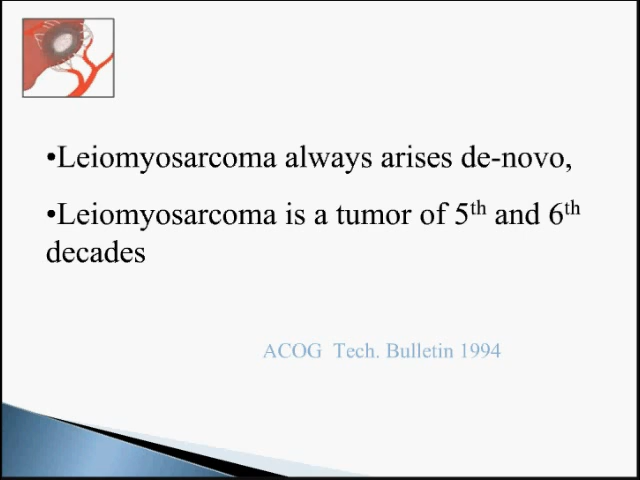 •Leiomyosarcoma always arises de-novo,
•Leiomyosarcoma is a tumor of 5th and 6th
decades
ACOG Tech. Bulletin 1994